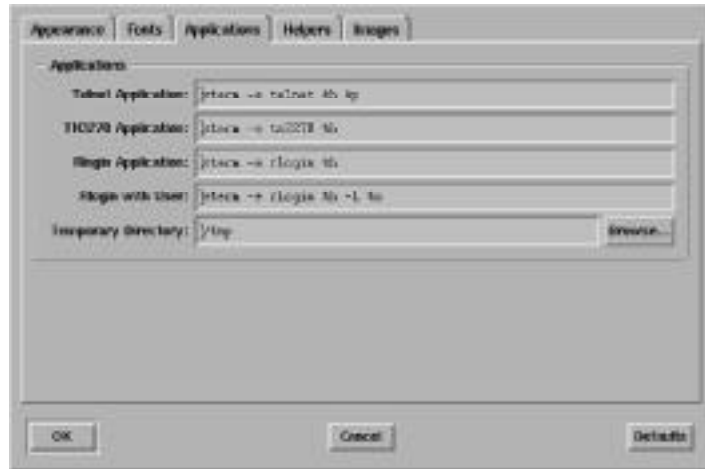 Appearance Fonts Applications Helpers Images
Applications
Telnet Application: xterm -e telnet %h %p
TN3270 Application: xterm -e tn3270 %h
Rlogin Application: xterm -e rlogin %h
Rlogin with User: xterm -e rlogin %h -l %u
Temporary Directory: /tmp Browse...
OK Cancel Defaults